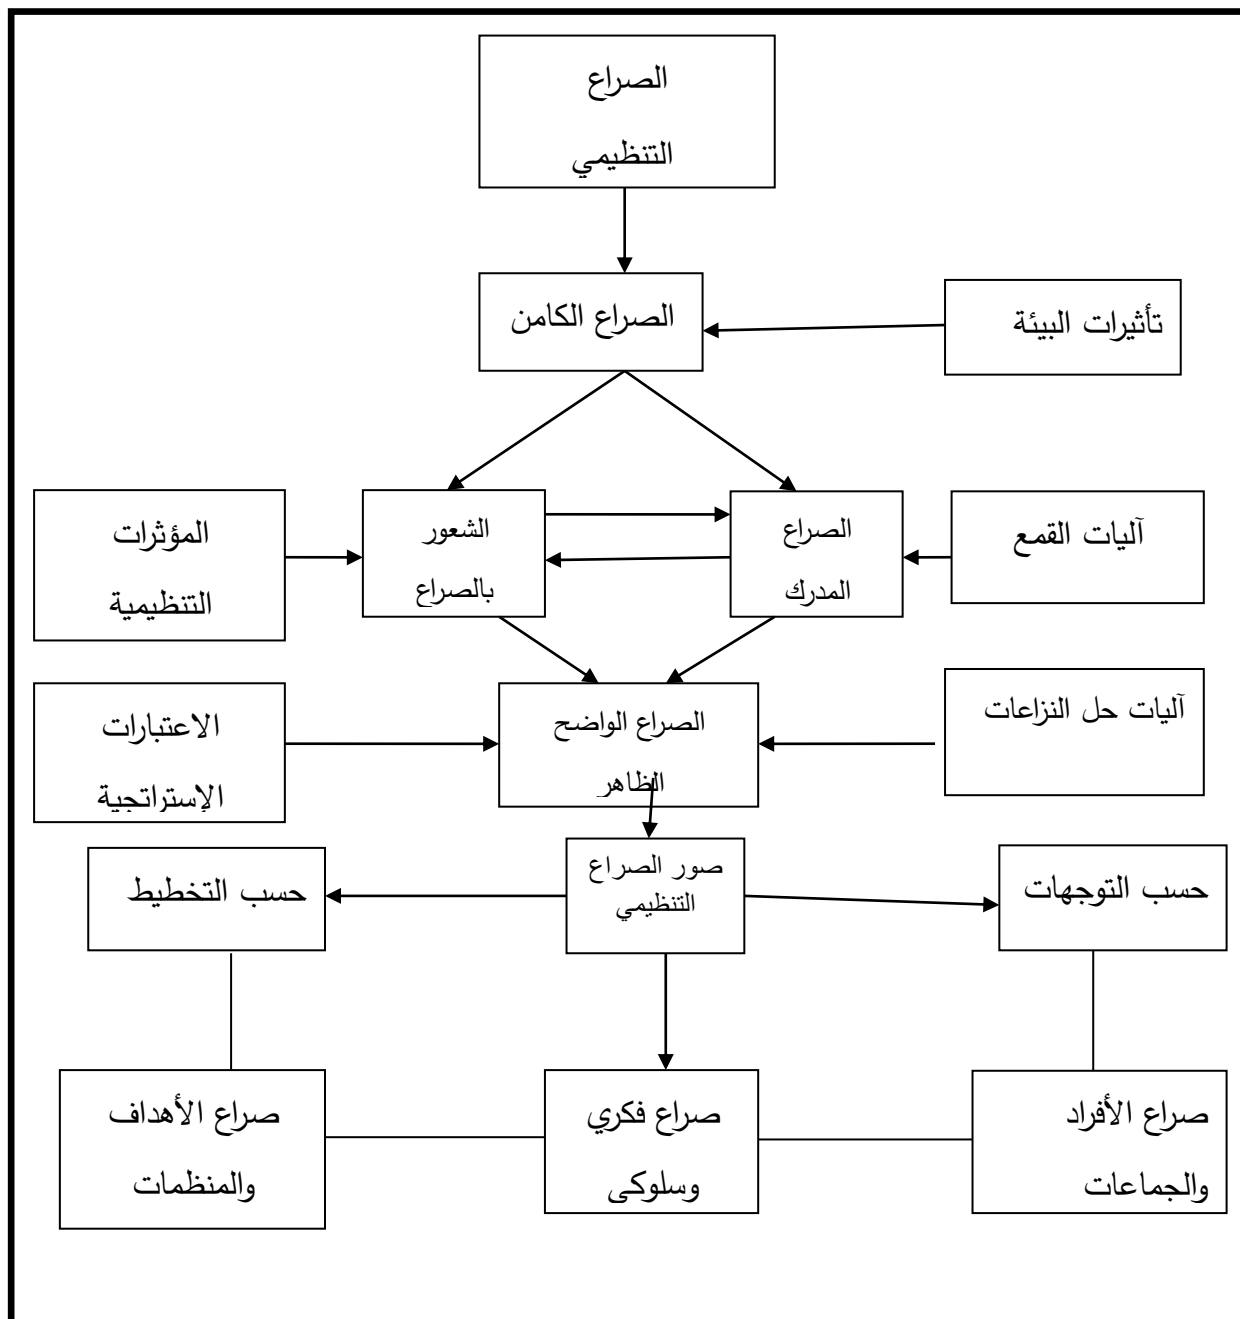 الصراع
التنظيمي
الصراع الكامن
تأثيرات البيئة
آليات القمع
الصراع
المدرك
الشعور
بالصراع
المؤثرات
التنظيمية
آليات حل النزاعات
الصراع الواضح
الظاهر
الاعتبارات
الإستراتجية
حسب التوجهات
صور الصراع
التنظيمي
حسب التخطيط
صراع الأفراد
والجماعات
صراع فكري
وسلوكى
صراع الأهداف
والمنظمات